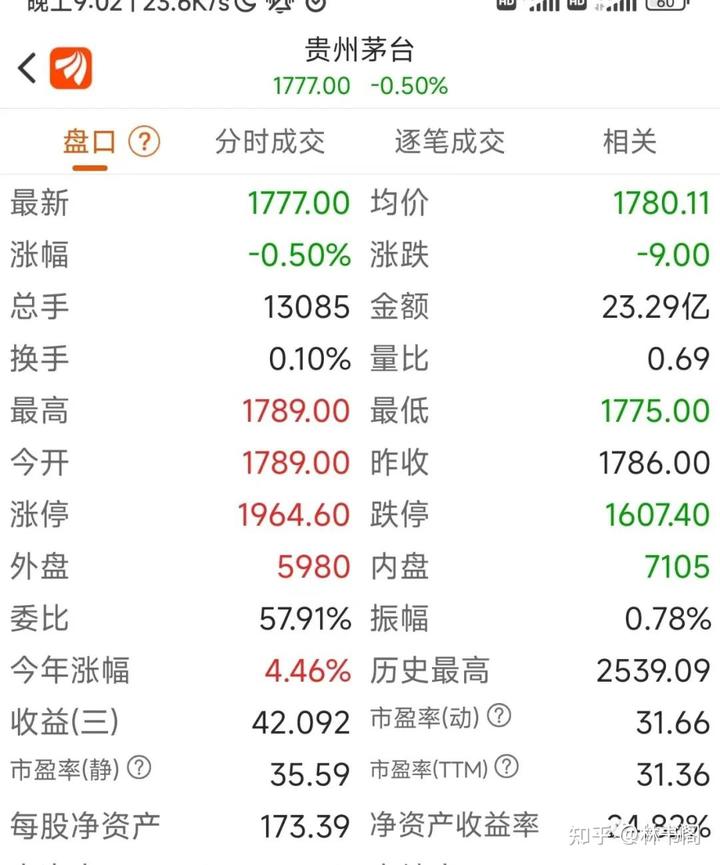 晚上9:02 | 23.6K/s
HD HD 60
贵州茅台
1777.00 -0.50%
盘口 ? 分时成交 逐笔成交 相关
最新 1777.00 均价 1780.11
涨幅 -0.50% 涨跌 -9.00
总手 13085 金额 23.29亿
换手 0.10% 量比 0.69
最高 1789.00 最低 1775.00
今开 1789.00 昨收 1786.00
涨停 1964.60 跌停 1607.40
外盘 5980 内盘 7105
委比 57.91% 振幅 0.78%
今年涨幅 4.46% 历史最高 2539.09
收益(三) 42.092 市盈率(动) ? 31.66
市盈率(静) ? 35.59 市盈率(TTM) ? 31.36
每股净资产 173.39 净资产收益率 24.82%
知乎 @林书阁